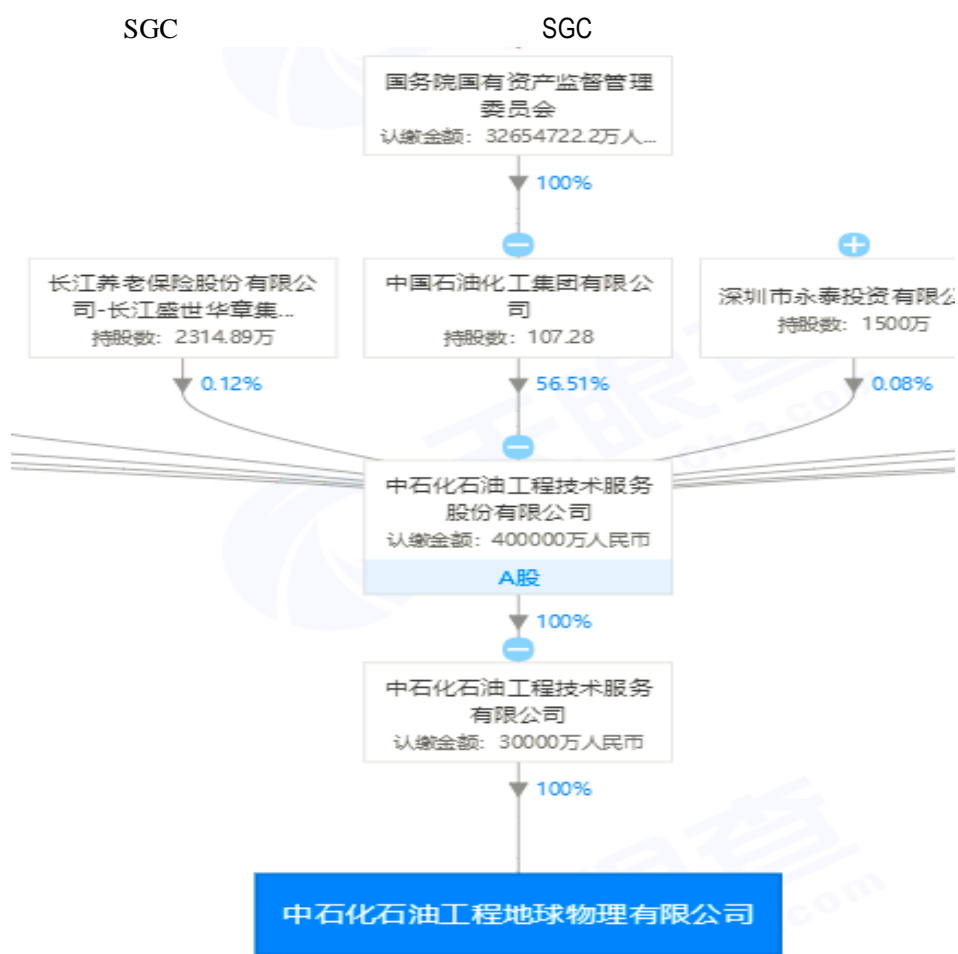 SGC SGC
国务院国有资产监督管理
委员会
认缴金额：32654722.2万人...
100%
长江养老保险股份有限公
司-长江盛世华章集...
持股数：2314.89万
中国石油化工集团有限公
司
持股数：107.28
深圳市永泰投资有限公
持股数：1500万
0.12%
56.51%
0.08%
中石化石油工程技术服务
股份有限公司
认缴金额：400000万人民币
A股
100%
中石化石油工程技术服务
有限公司
认缴金额：30000万人民币
100%
中石化石油工程地球物理有限公司